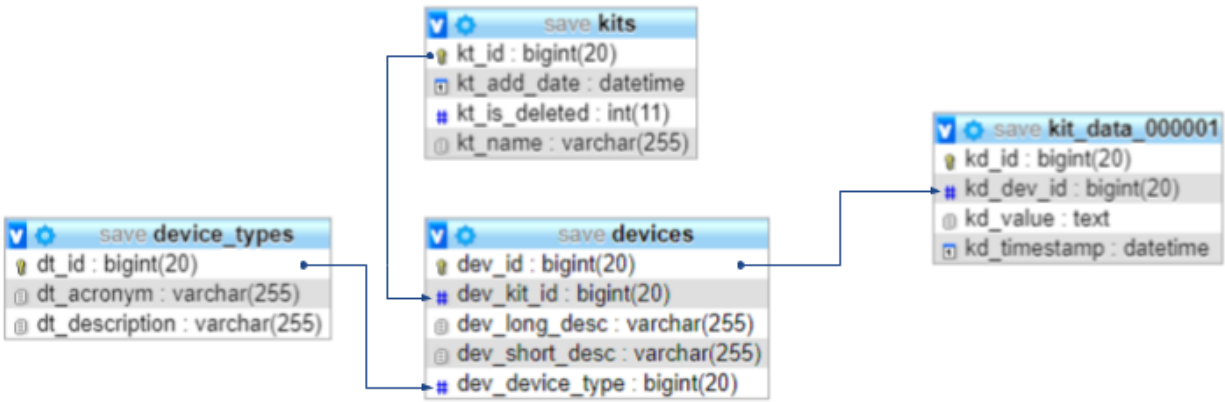 save kits
kt_id : bigint(20)
kt_add_date : datetime
kt_is_deleted : int(11)
kt_name : varchar(255)
save kit_data_000001
kd_id : bigint(20)
kd_dev_id : bigint(20)
kd_value : text
kd_timestamp : datetime
save device_types
dt_id : bigint(20)
dt_acronym : varchar(255)
dt_description : varchar(255)
save devices
dev_id : bigint(20)
dev_kit_id : bigint(20)
dev_long_desc : varchar(255)
dev_short_desc : varchar(255)
dev_device_type : bigint(20)